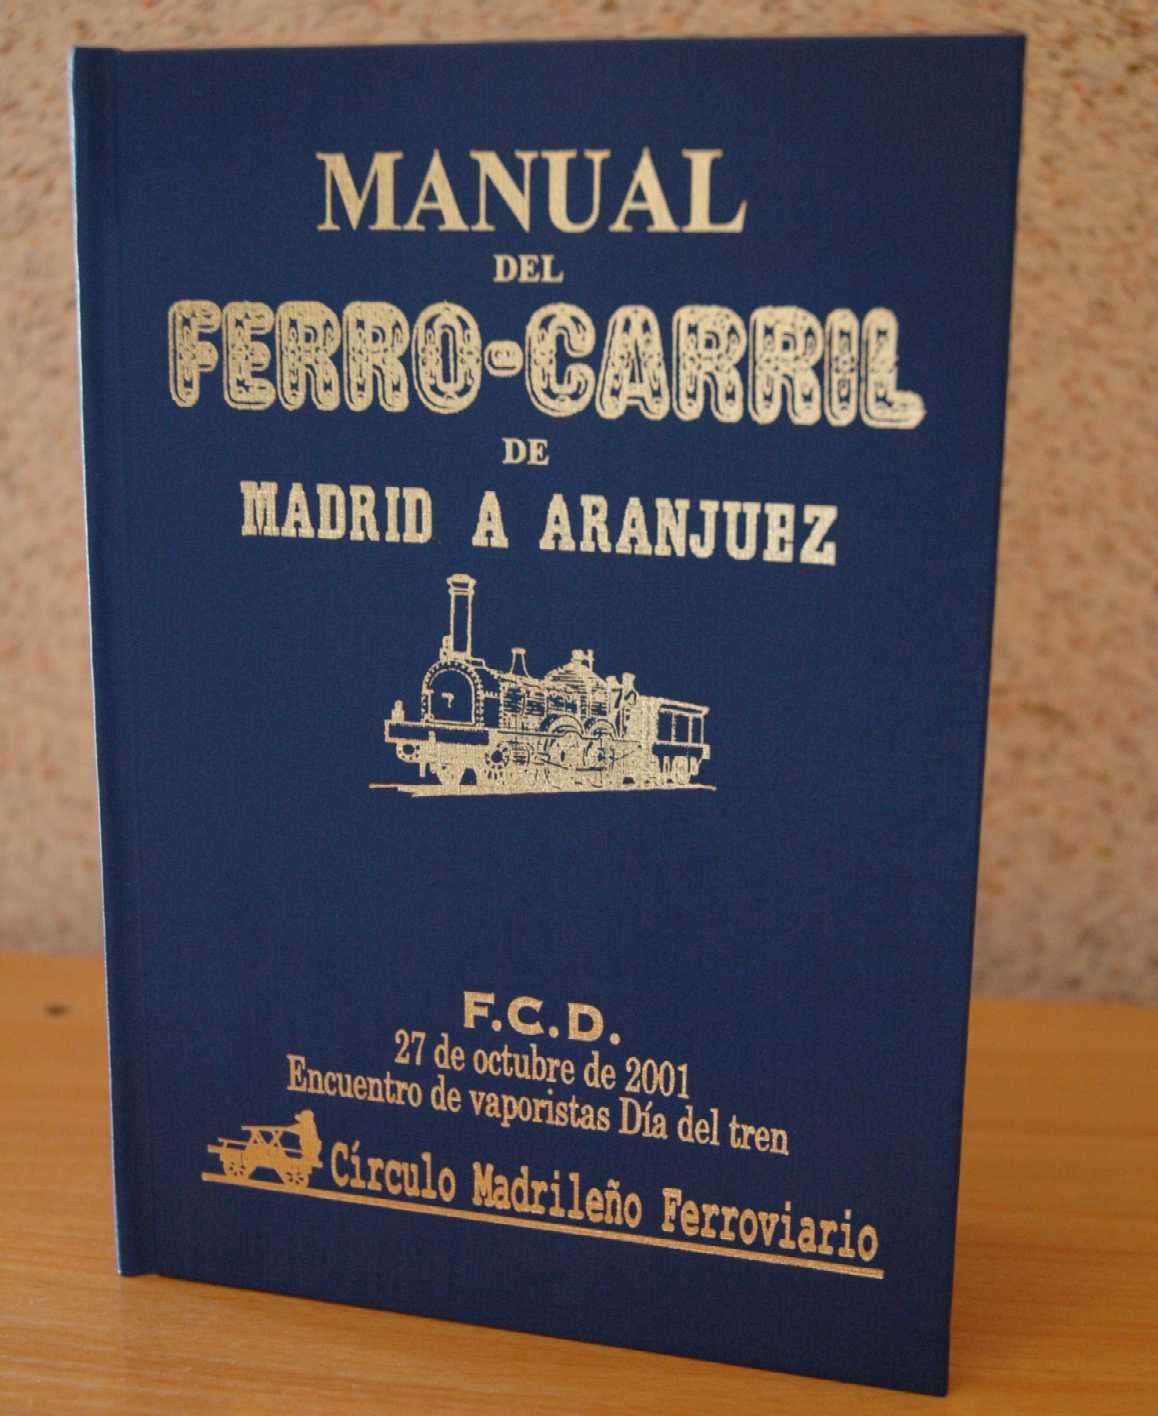 MANUAL
DEL
FERRO-CARRIL
DE
MADRID A ARANJUEZ
7
F.C.D.
27 de octubre de 2001
Encuentro de vaporistas Día del tren
Círculo Madrileño Ferroviario